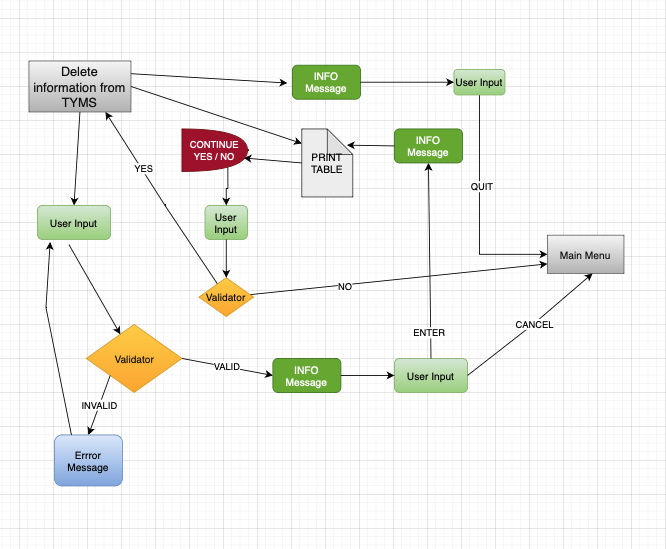 Delete
information from
TYMS
INFO
Message
User Input
CONTINUE
YES / NO
PRINT
TABLE
INFO
Message
YES
QUIT
User Input
User
Input
Main Menu
Validator
NO
ENTER
CANCEL
Validator
VALID
INFO
Message
User Input
INVALID
Errror
Message